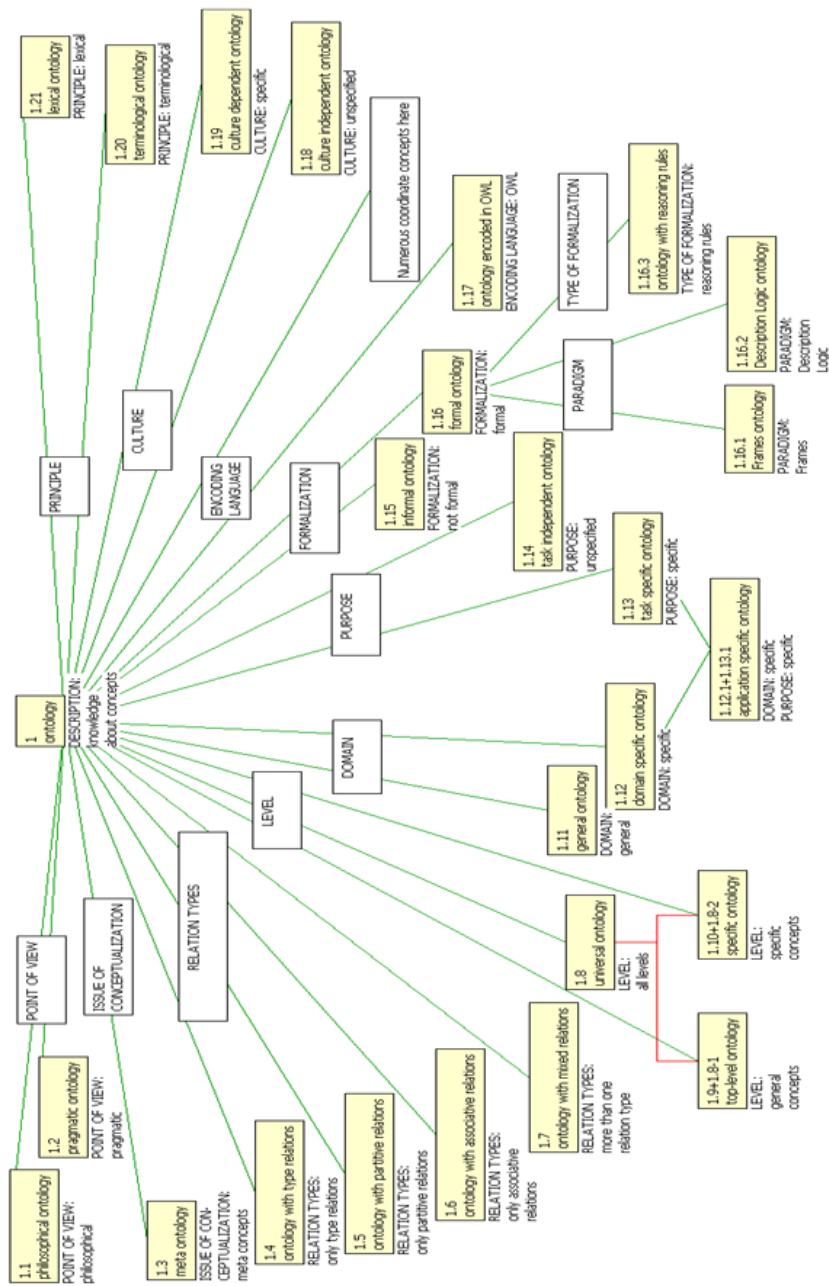 1
ontology
DESCRIPTION:
knowledge
about concepts
POINT OF VIEW
ISSUE OF
CONCEPTUALIZATION
RELATION TYPES
LEVEL
DOMAIN
PURPOSE
FORMALIZATION
ENCODING
LANGUAGE
CULTURE
PRINCIPLE
1.1
philosophical ontology
POINT OF VIEW:
philosophical
1.2
pragmatic ontology
POINT OF VIEW:
pragmatic
1.3
meta ontology
ISSUE OF CON-
CEPTUALIZATION:
meta concepts
1.4
ontology with type relations
RELATION TYPES:
only type relations
1.5
ontology with partitive relations
RELATION TYPES:
only partitive relations
1.6
ontology with associative relations
RELATION TYPES:
only associative
relations
1.7
ontology with mixed relations
RELATION TYPES:
more than one
relation type
1.8
universal ontology
LEVEL:
all levels
1.9+1.8-1
top-level ontology
LEVEL:
general
concepts
1.10+1.8-2
specific ontology
LEVEL:
specific
concepts
1.11
general ontology
DOMAIN:
general
1.12
domain specific ontology
DOMAIN: specific
1.12.1+1.13.1
application specific ontology
DOMAIN: specific
PURPOSE: specific
1.13
task specific ontology
PURPOSE: specific
1.14
task independent ontology
PURPOSE:
unspecified
1.15
informal ontology
FORMALIZATION:
not formal
1.16
formal ontology
FORMALIZATION:
formal
PARADIGM
TYPE OF FORMALIZATION
1.16.1
Frames ontology
PARADIGM:
Frames
1.16.2
Description Logic ontology
PARADIGM:
Description
Logic
1.16.3
ontology with reasoning rules
TYPE OF FORMALIZATION:
reasoning rules
1.17
ontology encoded in OWL
ENCODING LANGUAGE: OWL
Numerous coordinate concepts here
1.18
culture independent ontology
CULTURE: unspecified
1.19
culture dependent ontology
CULTURE: specific
1.20
terminological ontology
PRINCIPLE: terminological
1.21
lexical ontology
PRINCIPLE: lexical